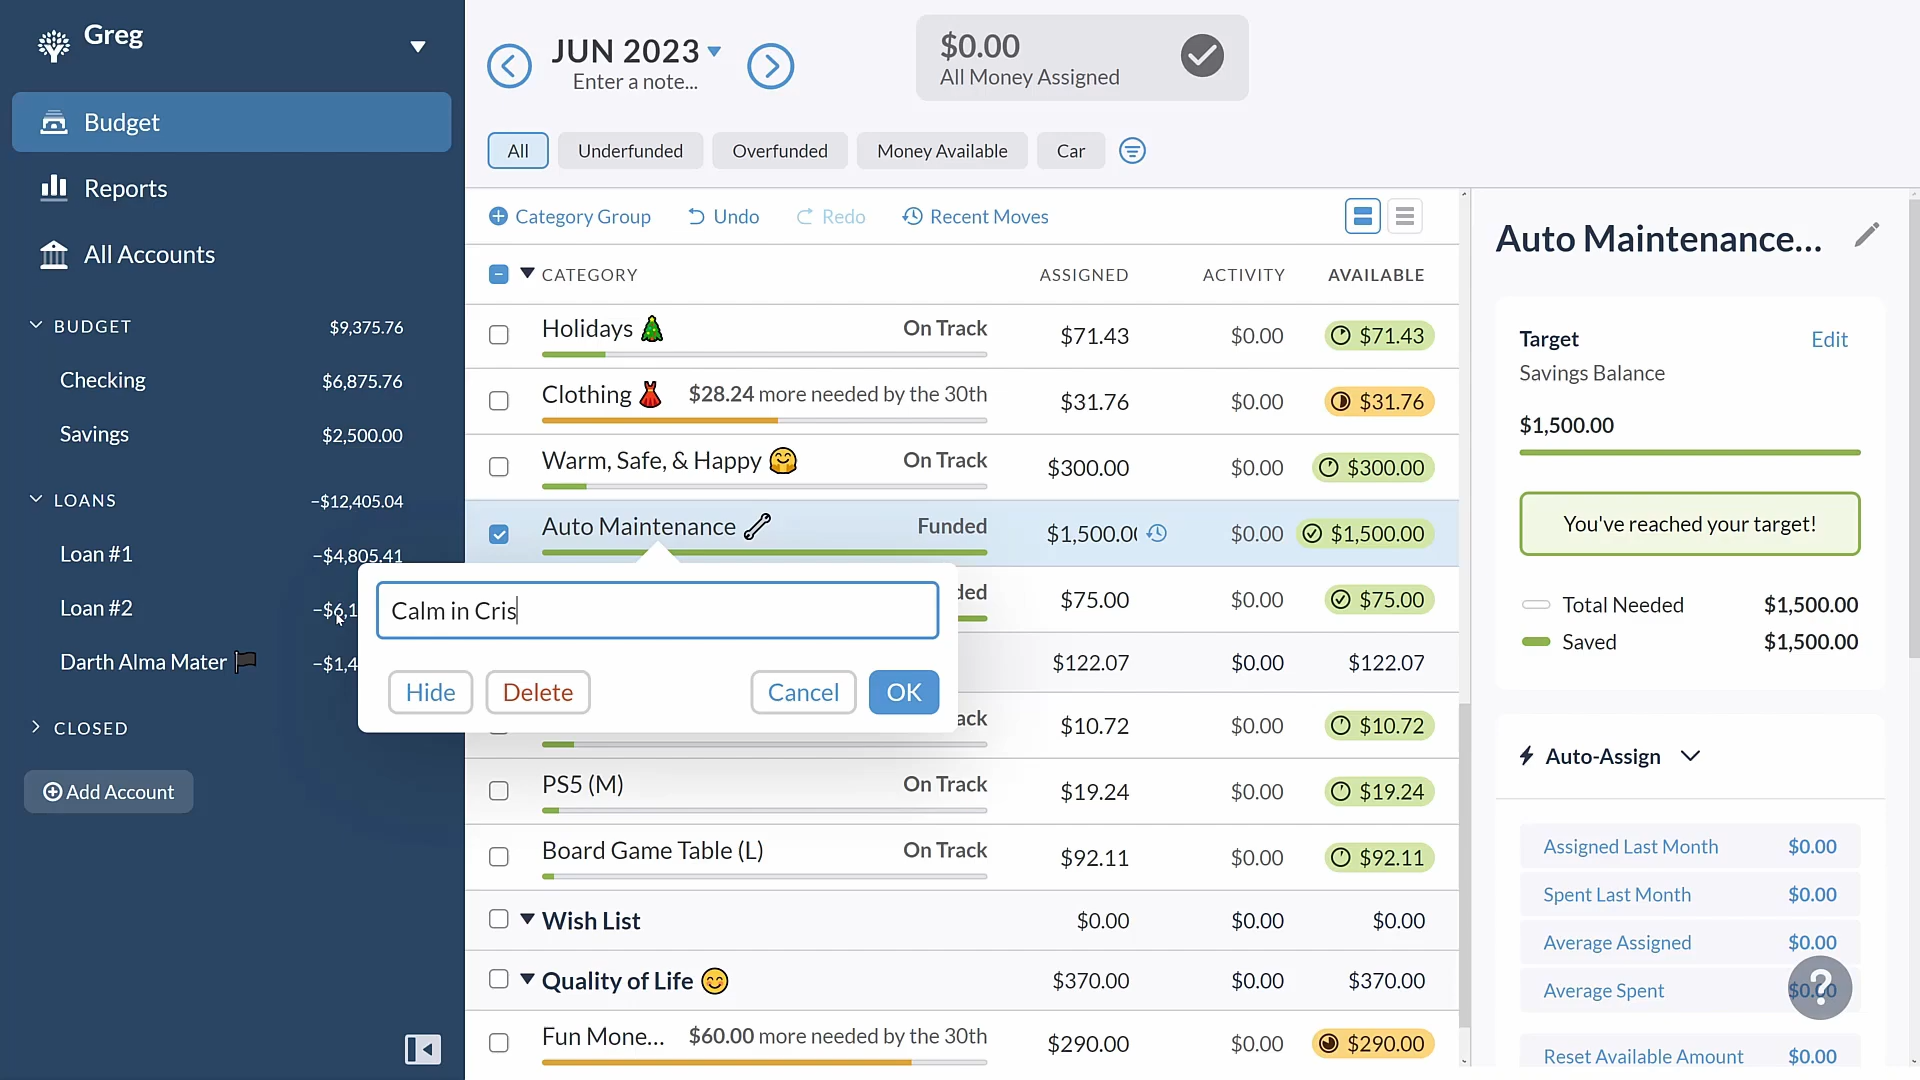 Greg
Budget
Reports
All Accounts
BUDGET $9,375.76
Checking $6,875.76
Savings $2,500.00
LOANS −$12,405.04
Loan #1 −$4,805.41
Loan #2 −$6,1
Darth Alma Mater −$1,4
CLOSED
Add Account
JUN 2023
Enter a note...
$0.00
All Money Assigned
All Underfunded Overfunded Money Available Car
Category Group Undo Redo Recent Moves
CATEGORY ASSIGNED ACTIVITY AVAILABLE
Holidays On Track $71.43 $0.00 $71.43
Clothing $28.24 more needed by the 30th $31.76 $0.00 $31.76
Warm, Safe, & Happy On Track $300.00 $0.00 $300.00
Auto Maintenance Funded $1,500.0 $0.00 $1,500.00
ded $75.00 $0.00 $75.00
Calm in Cris
Hide Delete Cancel OK
$122.07 $0.00 $122.07
ack $10.72 $0.00 $10.72
PS5 (M) On Track $19.24 $0.00 $19.24
Board Game Table (L) On Track $92.11 $0.00 $92.11
Wish List $0.00 $0.00 $0.00
Quality of Life $370.00 $0.00 $370.00
Fun Mone... $60.00 more needed by the 30th $290.00 $0.00 $290.00
Auto Maintenance...
Target Edit
Savings Balance
$1,500.00
You've reached your target!
Total Needed $1,500.00
Saved $1,500.00
Auto-Assign
Assigned Last Month $0.00
Spent Last Month $0.00
Average Assigned $0.00
Average Spent $0.00
?
Reset Available Amount $0.00